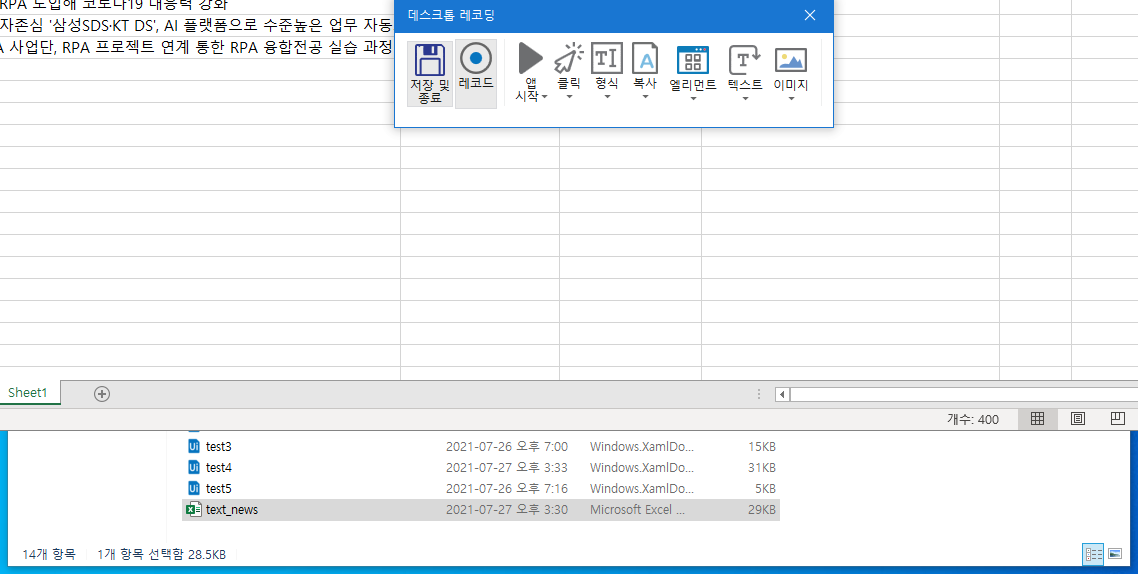 RPA 도입해 코로나19 대응력 강화
데스크톱 레코딩
자존심 '삼성SDS·KT DS', AI 플랫폼으로 수준높은 업무 자동
A 사업단, RPA 프로젝트 연계 통한 RPA 융합전공 실습 과정
저장 및 종료
레코드
앱 시작
클릭
형식
복사
엘리먼트
텍스트
이미지
Sheet1
개수: 400
test3 2021-07-26 오후 7:00 Windows.XamlDo... 15KB
test4 2021-07-27 오후 3:33 Windows.XamlDo... 31KB
test5 2021-07-26 오후 7:16 Windows.XamlDo... 5KB
text_news 2021-07-27 오후 3:30 Microsoft Excel ... 29KB
14개 항목 1개 항목 선택함 28.5KB